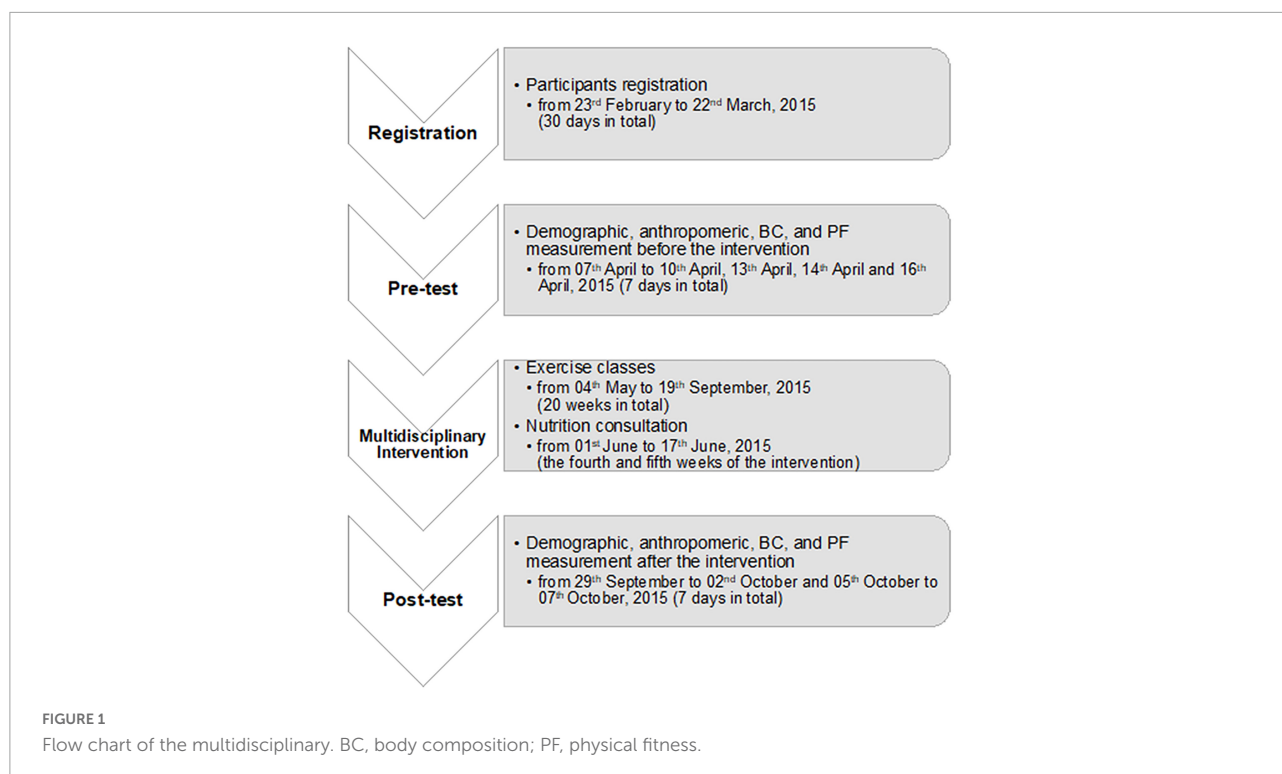 Registration
• Participants registration
• from 23rd February to 22nd March, 2015
(30 days in total)
Pre-test
• Demographic, anthropomeric, BC, and PF
measurement before the intervention
• from 07th April to 10th April, 13th April, 14th April and 16th
April, 2015 (7 days in total)
Multidisciplinary
Intervention
• Exercise classes
• from 04th May to 19th September, 2015
(20 weeks in total)
• Nutrition consultation
• from 01st June to 17th June, 2015
(the fourth and fifth weeks of the intervention)
Post-test
• Demographic, anthropomeric, BC, and PF
measurement after the intervention
• from 29th September to 02nd October and 05th October to
07th October, 2015 (7 days in total)
FIGURE 1
Flow chart of the multidisciplinary. BC, body composition; PF, physical fitness.